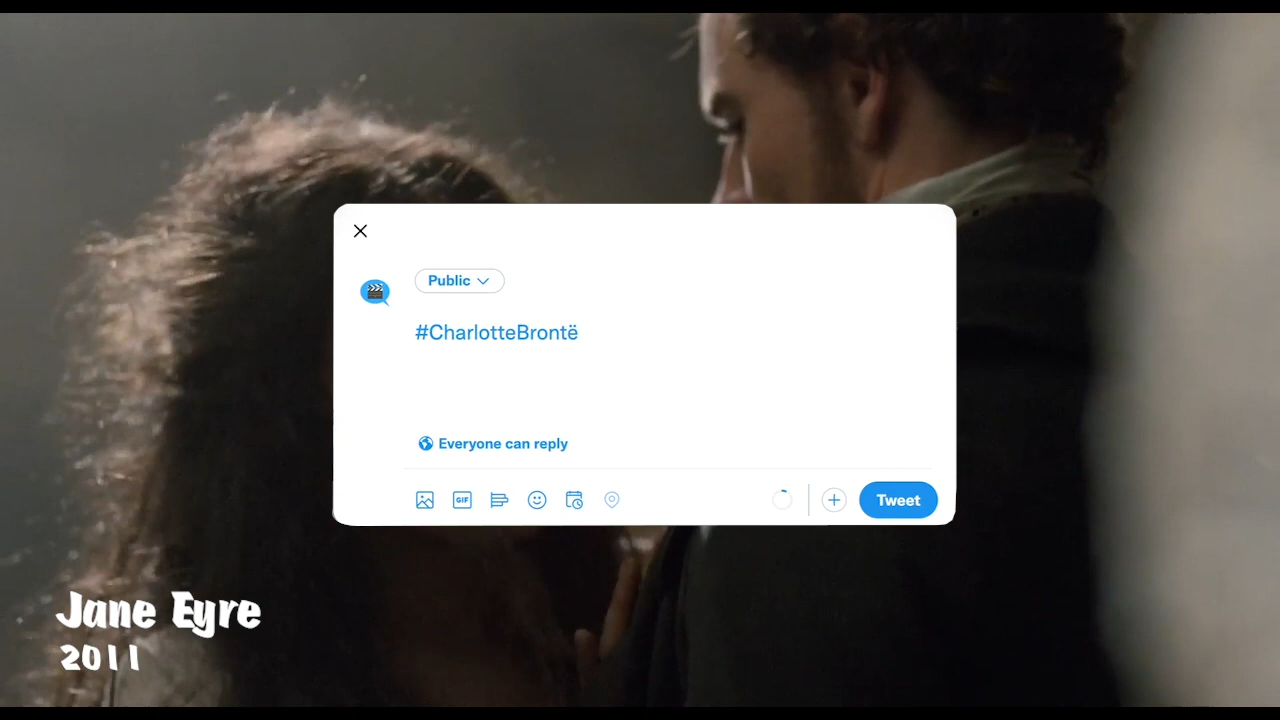 Public
#CharlotteBrontë
Everyone can reply
GIF
Tweet
Jane Eyre
2011